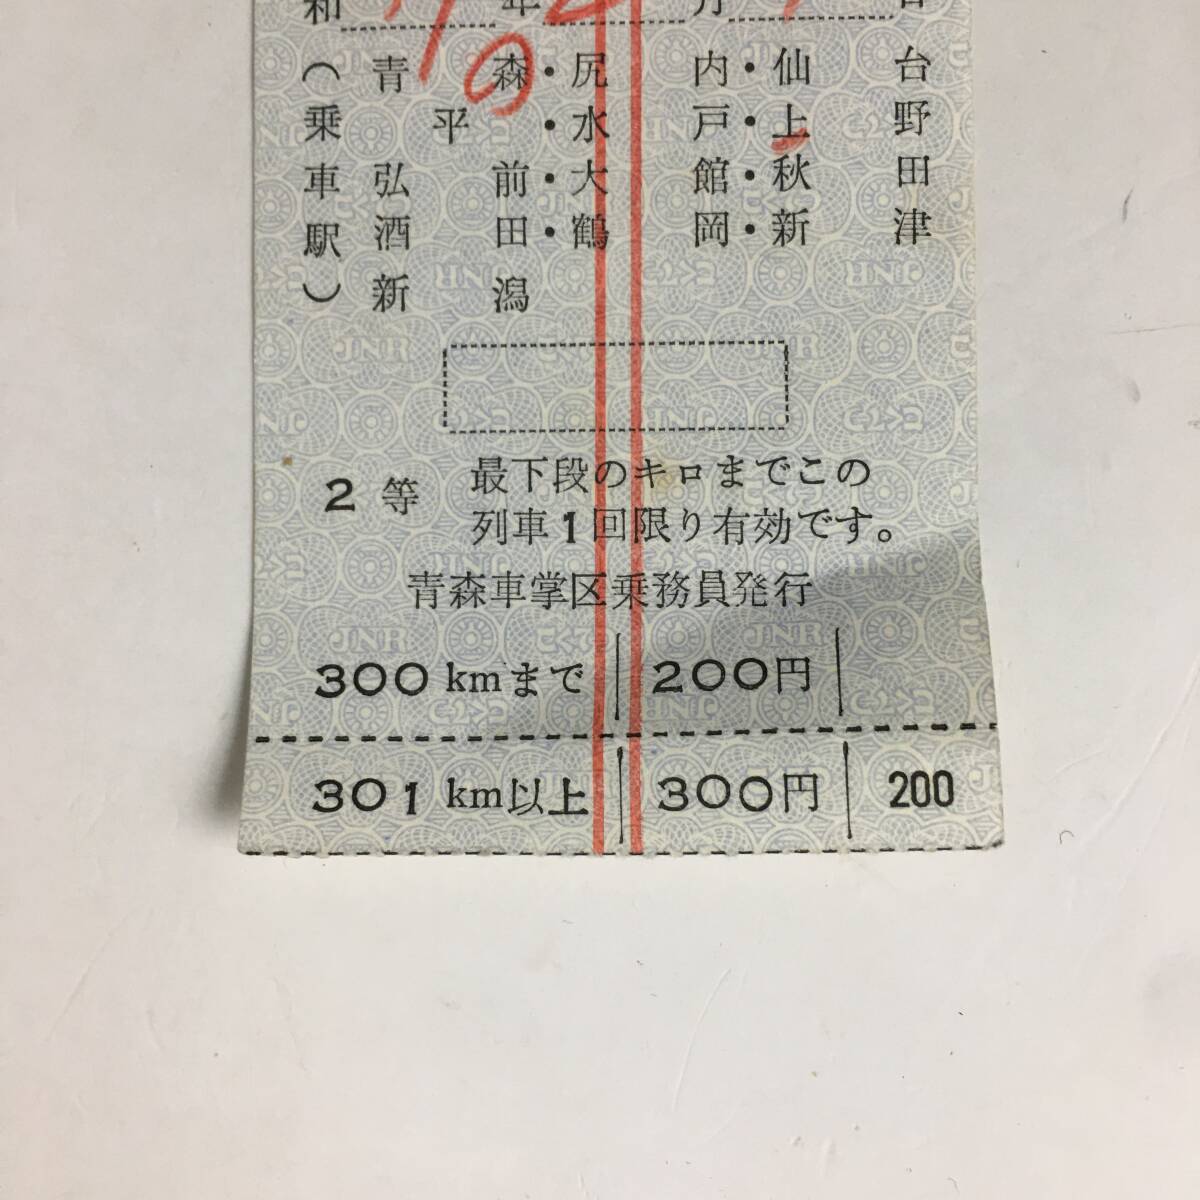 和 年 月 日
(乗車駅)
青森・尻内・仙台
平・水戸・上野
弘前・大館・秋田
酒田・鶴岡・新津
新潟
2等
最下段のキロまでこの
列車1回限り有効です。
青森車掌区乗務員発行
300kmまで 200円
301km以上 300円 200